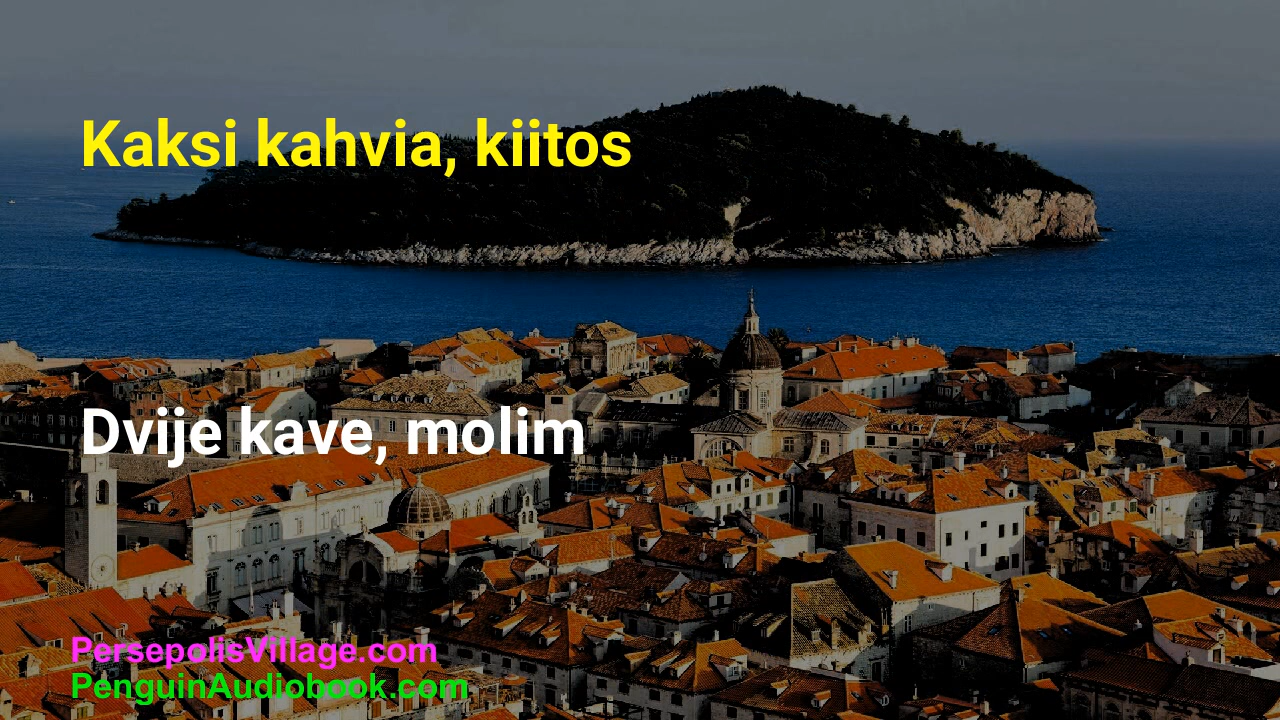 Kaksi kahvia, kiitos
Dvije kave, molim
PersepolisVillage.com
PenguinAudiobook.com